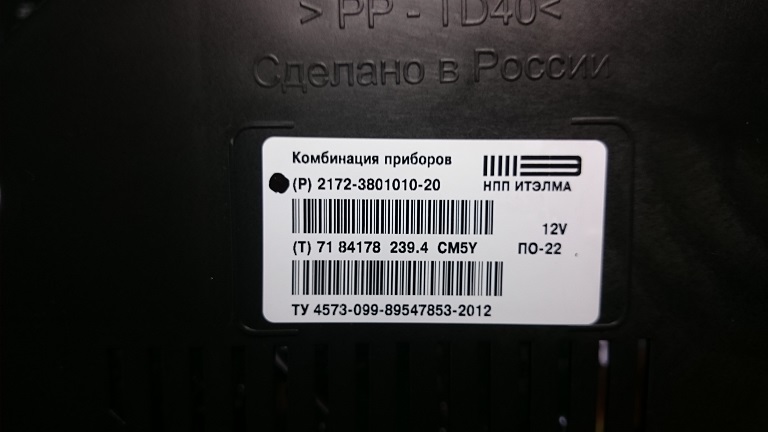 >PP-TD40<
Сделано в России
Комбинация приборов
НПП ИТЭЛМА
(P) 2172-3801010-20
12V
(T) 71 84178 239.4 CM5Y
ПО-22
ТУ 4573-099-89547853-2012